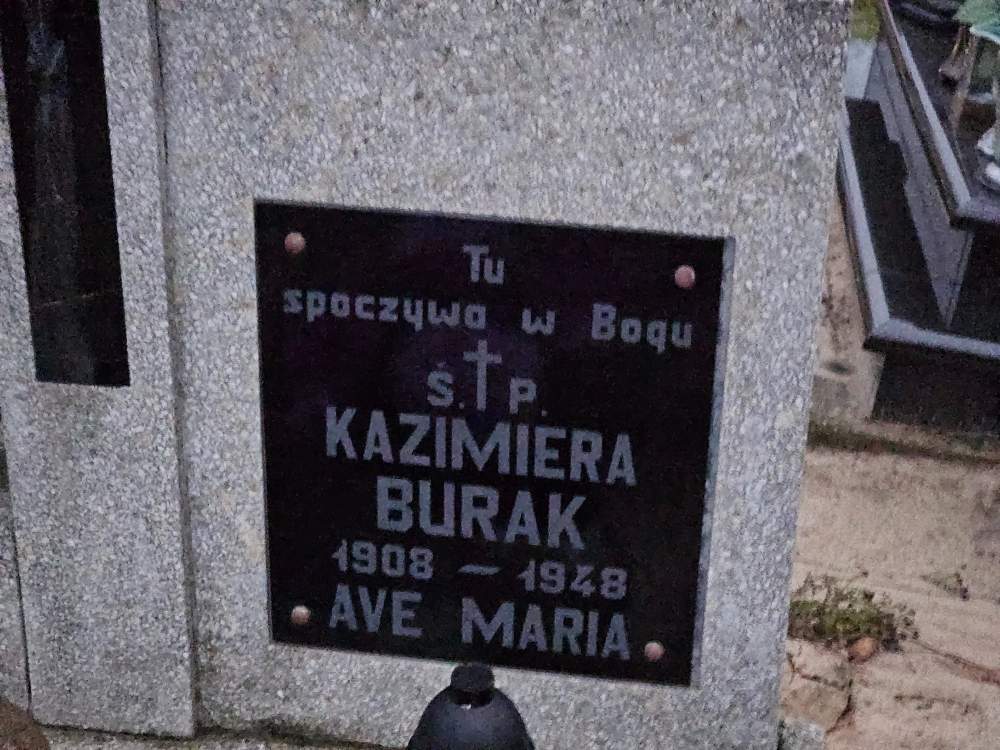 Tu
spoczywa w Bogu
Ś. † P.
KAZIMIERA
BURAK
1908 – 1948
AVE MARIA